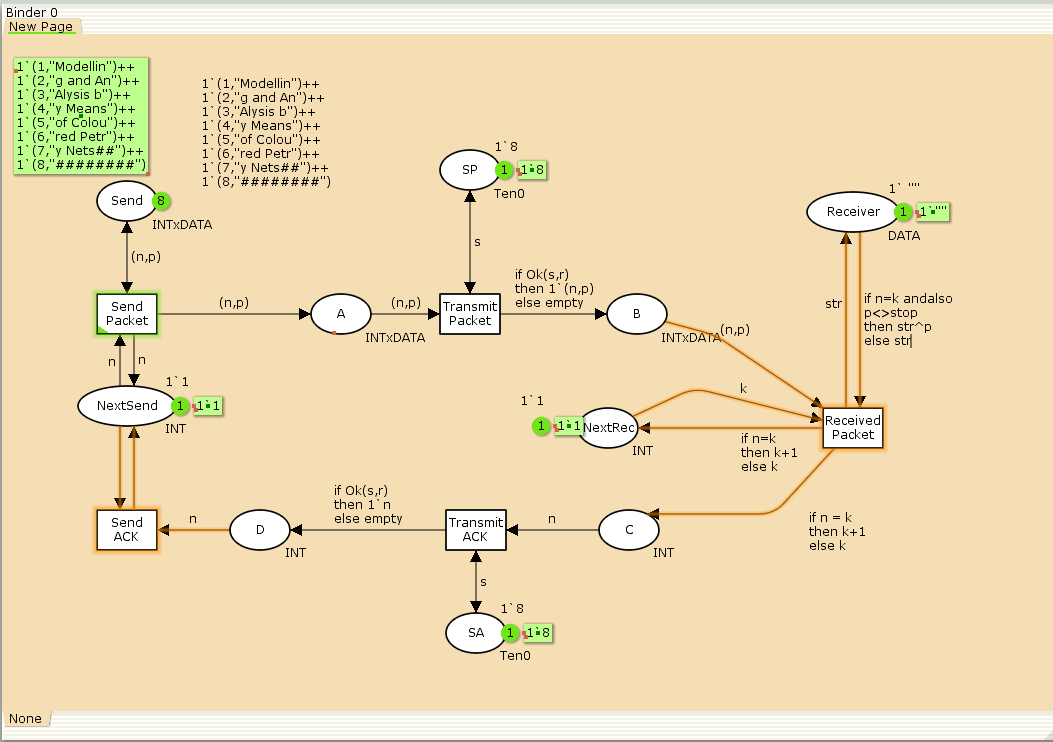 Binder 0
New Page
1`(1,"Modellin")++
1`(2,"g and An")++
1`(3,"Alysis b")++
1`(4,"y Means")++
1`(5,"of Colou")++
1`(6,"red Petr")++
1`(7,"y Nets##")++
1`(8,"########")
1`(1,"Modellin")++
1`(2,"g and An")++
1`(3,"Alysis b")++
1`(4,"y Means")++
1`(5,"of Colou")++
1`(6,"red Petr")++
1`(7,"y Nets##")++
1`(8,"########")
Send
8
INTxDATA
(n,p)
1`8
SP
1
1`8
Ten0
s
1` ""
Receiver
1
1`""
DATA
Send
Packet
(n,p)
A
INTxDATA
(n,p)
Transmit
Packet
if Ok(s,r)
then 1`(n,p)
else empty
B
INTxDATA
(n,p)
str
if n=k andalso
p<>stop
then str^p
else str
n
n
1`1
NextSend
1
1`1
INT
1`1
1
1`1
NextRec
INT
k
if n=k
then k+1
else k
Received
Packet
Send
ACK
n
D
INT
if Ok(s,r)
then 1`n
else empty
Transmit
ACK
n
C
INT
if n = k
then k+1
else k
s
1`8
SA
1
1`8
Ten0
None